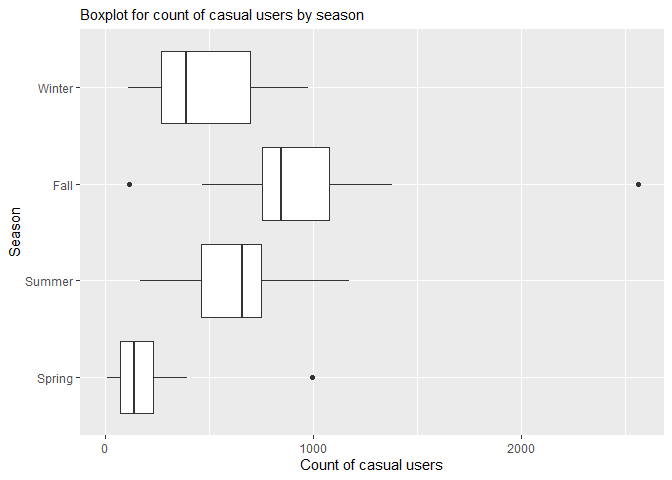 Boxplot for count of casual users by season
Season
Winter
Fall
Summer
Spring
0 1000 2000
Count of casual users